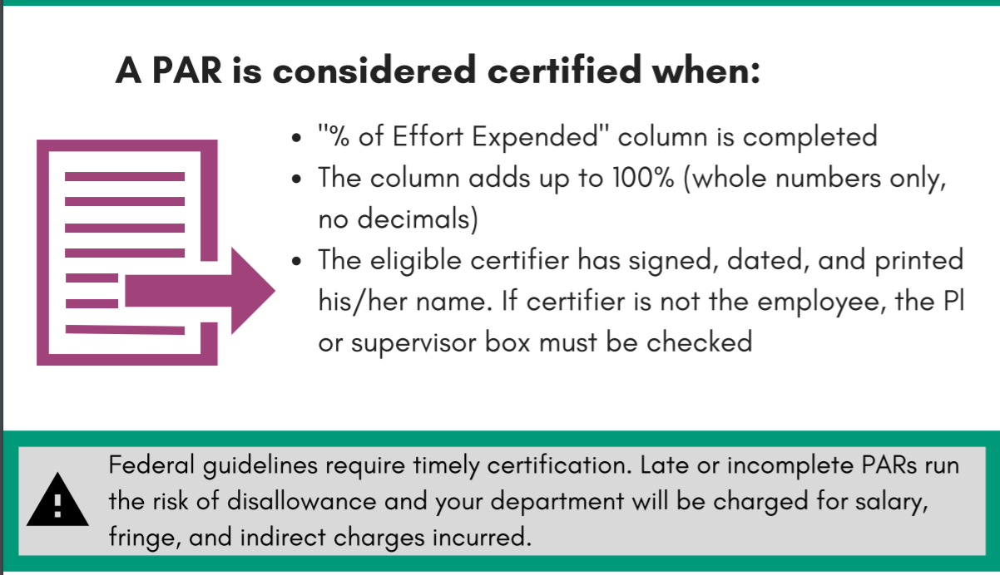 A PAR is considered certified when:
• "% of Effort Expended" column is completed
• The column adds up to 100% (whole numbers only,
no decimals)
• The eligible certifier has signed, dated, and printed
his/her name. If certifier is not the employee, the PI
or supervisor box must be checked
Federal guidelines require timely certification. Late or incomplete PARs run
the risk of disallowance and your department will be charged for salary,
fringe, and indirect charges incurred.